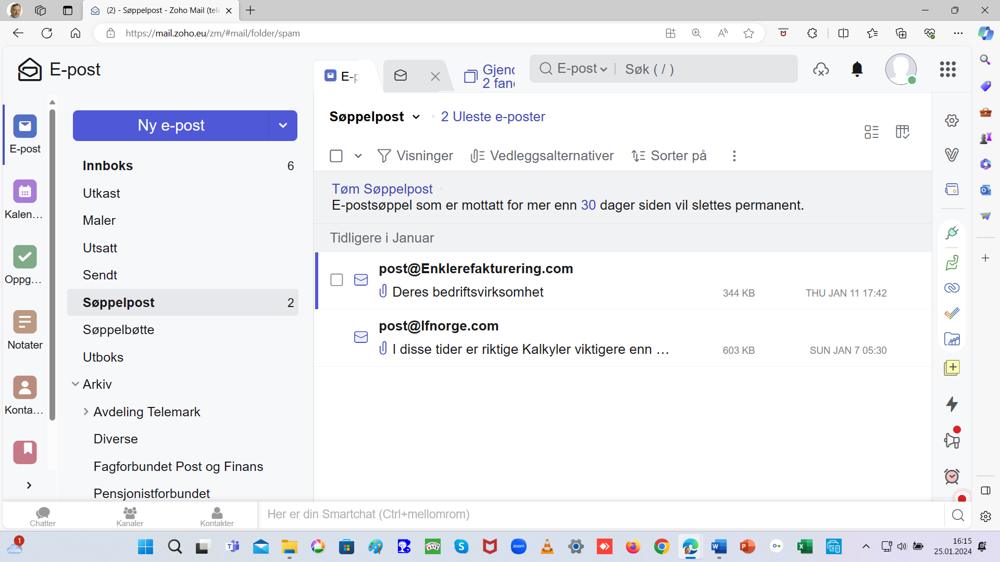 (2) - Søppelpost - Zoho Mail (tele
https://mail.zoho.eu/zm/#mail/folder/spam
E-post
E-p
Gjenc
2 fan
E-post
Søk ( / )
E-post
Kalen...
Oppg...
Notater
Konta...
Ny e-post
Innboks 6
Utkast
Maler
Utsatt
Sendt
Søppelpost 2
Søppelbøtte
Utboks
Arkiv
Avdeling Telemark
Diverse
Fagforbundet Post og Finans
Pensjonistforbundet
Søppelpost
2 Uleste e-poster
Visninger
Vedleggsalternativer
Sorter på
Tøm Søppelpost
E-postsøppel som er mottatt for mer enn 30 dager siden vil slettes permanent.
Tidligere i Januar
post@Enklerefakturering.com
Deres bedriftsvirksomhet 344 KB THU JAN 11 17:42
post@lfnorge.com
I disse tider er riktige Kalkyler viktigere enn ... 603 KB SUN JAN 7 05:30
Chatter
Kanaler
Kontakter
Her er din Smartchat (Ctrl+mellomrom)
1
zoom
16:15
25.01.2024